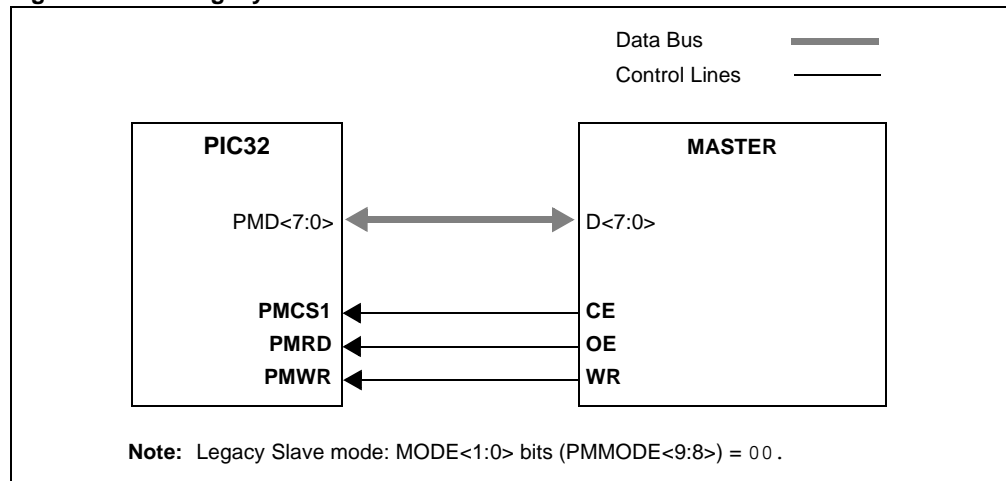 Data Bus
Control Lines
PIC32
MASTER
PMD<7:0>
D<7:0>
PMCS1
CE
PMRD
OE
PMWR
WR
Note: Legacy Slave mode: MODE<1:0> bits (PMMODE<9:8>) = 00.